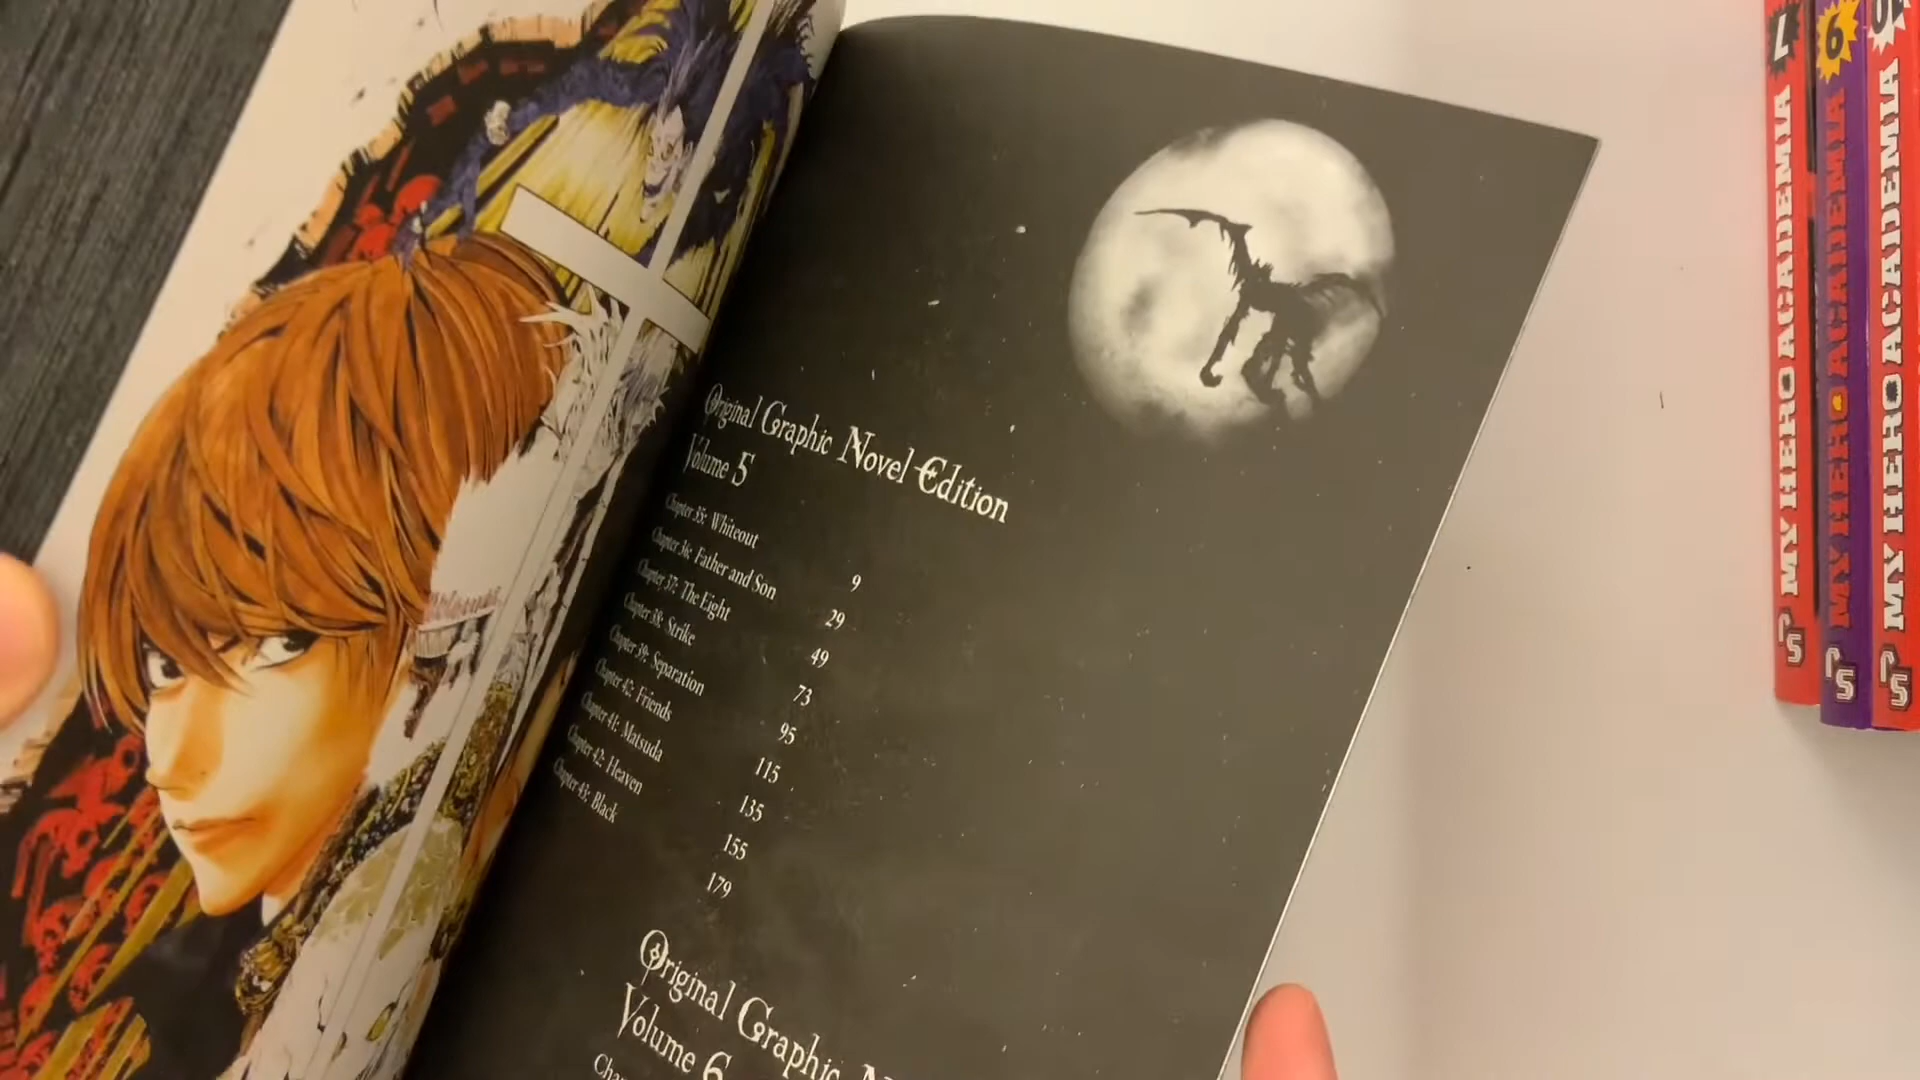 Original Graphic Novel Edition
Volume 5
Chapter 35: Whiteout 9
Chapter 36: Father and Son 29
Chapter 37: The Eight 49
Chapter 38: Strike 73
Chapter 39: Separation 95
Chapter 42: Friends 115
Chapter 41: Matsuda 135
Chapter 42: Heaven 155
Chapter 43: Black 179
Original Graphic
Volume 6
7 MY HERO ACADEMIA
6 MY HERO ACADEMIA
MY HERO ACADEMIA